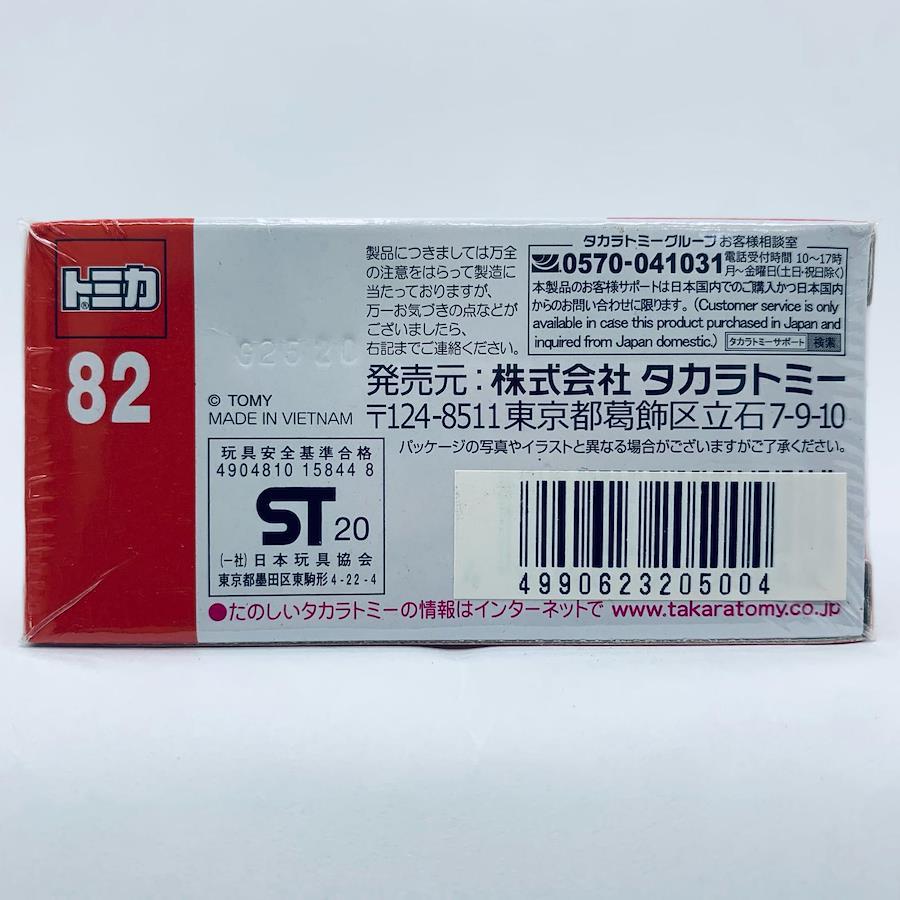 トミカ
®
82
製品につきましては万全
の注意をはらって製造に
当たっておりますが、
万一お気づきの点などが
ございましたら、
右記までご連絡ください。
タカラトミーグループお客様相談室
0570-041031 電話受付時間 10〜17時
月〜金曜日(土日・祝日除く)
本製品のお客様サポートは日本国内でのご購入かつ日本国内
からのお問い合わせに限ります。(Customer service is only
available in case this product purchased in Japan and
inquired from Japan domestic.) タカラトミーサポート 検索
発売元：株式会社 タカラトミー
〒124-8511東京都葛飾区立石7-9-10
© TOMY
MADE IN VIETNAM
パッケージの写真やイラストと異なる場合がございますがご了承ください。
玩具安全基準合格
4904810 15844 8
ST 20
(一社)日本玩具協会
東京都墨田区東駒形4-22-4
4990623205004
●たのしいタカラトミーの情報はインターネットで www.takaratomy.co.jp